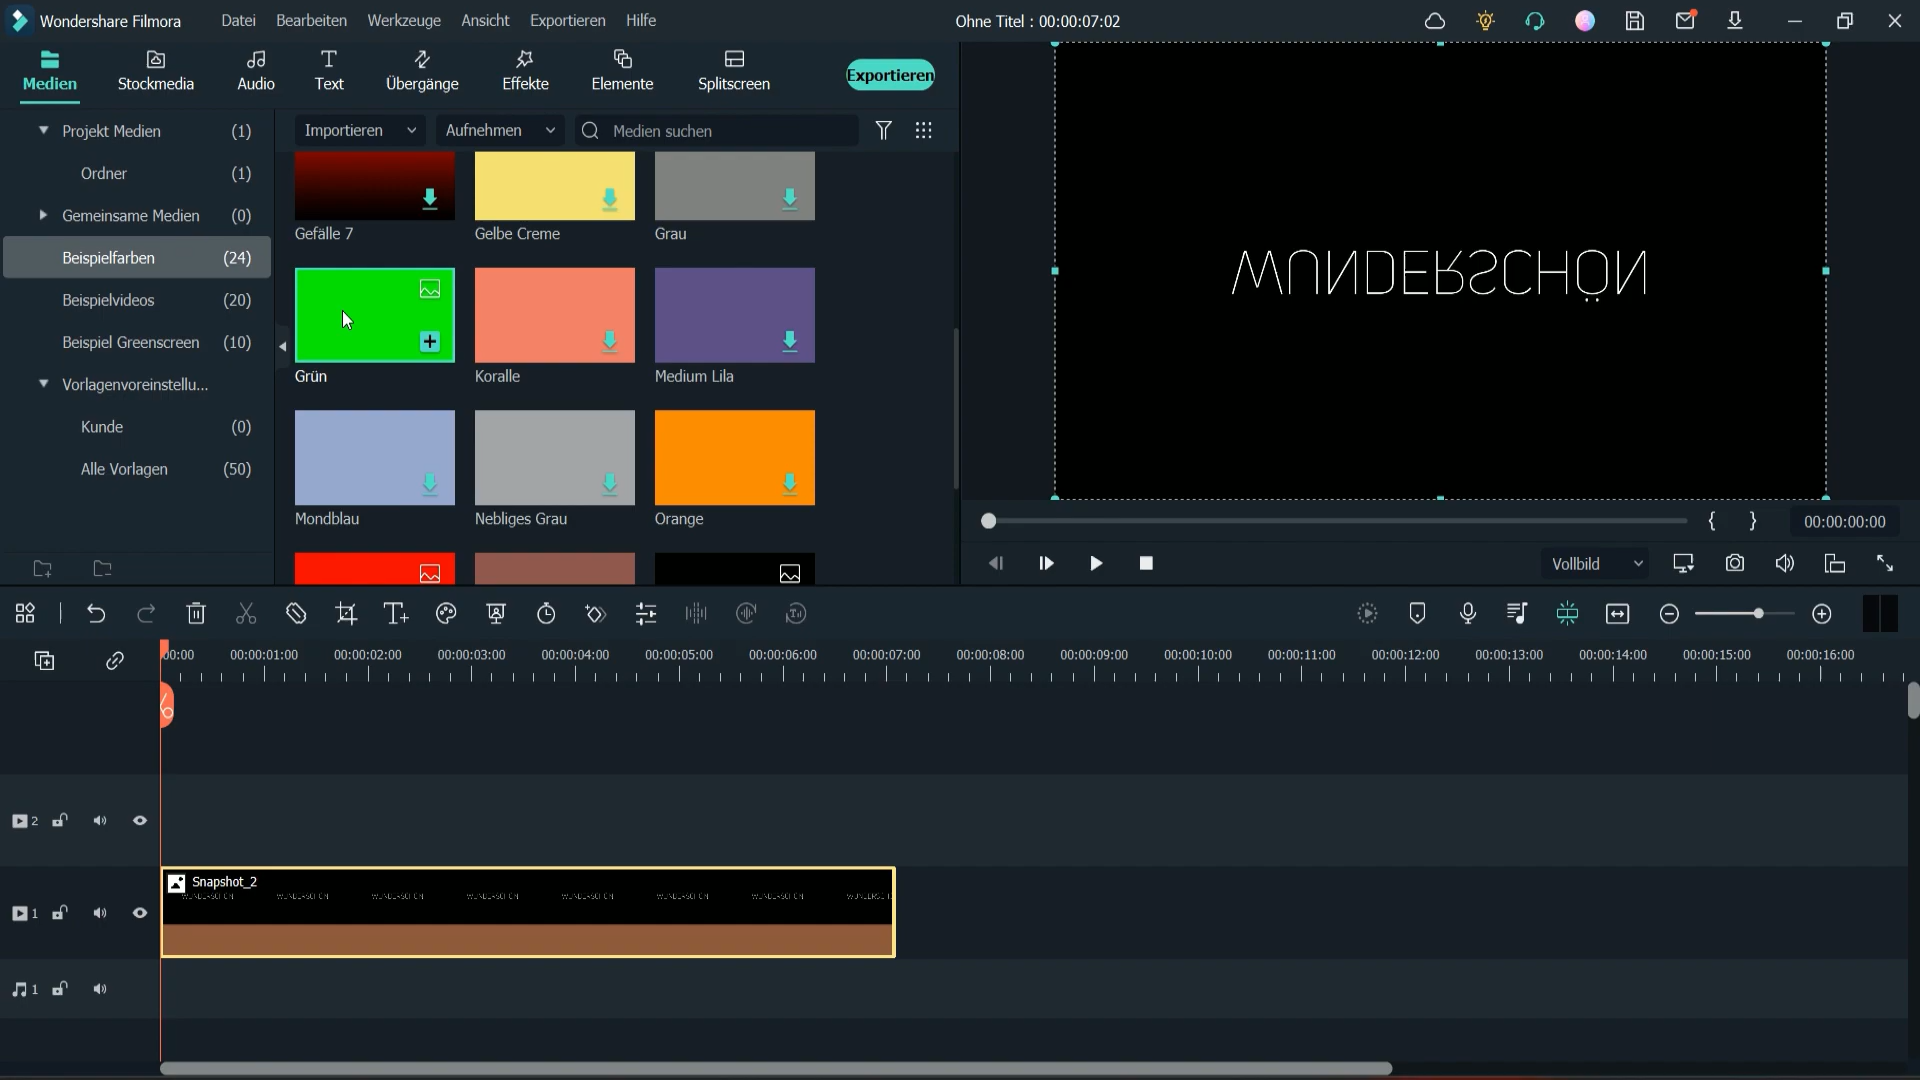 Wondershare Filmora Datei Bearbeiten Werkzeuge Ansicht Exportieren Hilfe Ohne Titel : 00:00:07:02
Medien Stockmedia Audio Text Übergänge Effekte Elemente Splitscreen Exportieren
Projekt Medien (1)
Ordner (1)
Gemeinsame Medien (0)
Beispielfarben (24)
Beispielvideos (20)
Beispiel Greenscreen (10)
Vorlagenvoreinstellu...
Kunde (0)
Alle Vorlagen (50)
Importieren Aufnehmen Medien suchen
Gefälle 7 Gelbe Creme Grau
Grün Koralle Medium Lila
Mondblau Nebliges Grau Orange
WUNDERSCHÖN
{ } 00:00:00:00
Vollbild
00:00 00:00:01:00 00:00:02:00 00:00:03:00 00:00:04:00 00:00:05:00 00:00:06:00 00:00:07:00 00:00:08:00 00:00:09:00 00:00:10:00 00:00:11:00 00:00:12:00 00:00:13:00 00:00:14:00 00:00:15:00 00:00:16:00
2
Snapshot_2
1
1